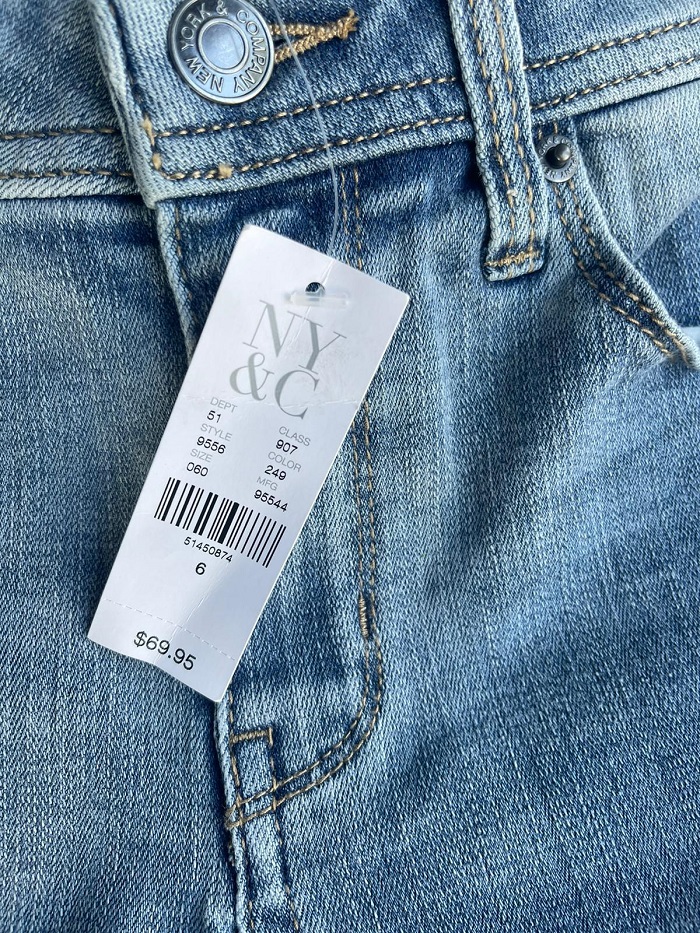 NEW YORK & COMPANY
NY
&C
DEPT
51
CLASS
907
STYLE
9556
COLOR
249
SIZE
060
MFG
95544
51450874
6
$69.95